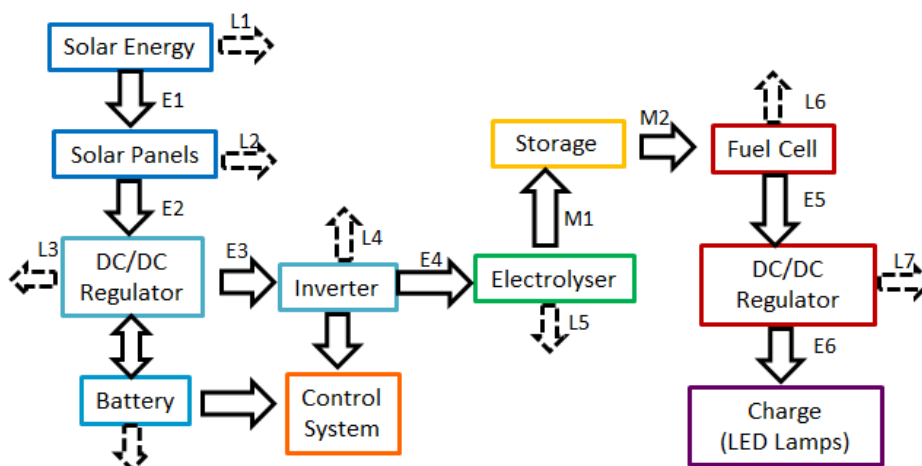 Solar Energy
L1
E1
Solar Panels
L2
E2
L3
DC/DC
Regulator
E3
L4
Inverter
E4
Battery
Control
System
Electrolyser
L5
M1
Storage
M2
L6
Fuel Cell
E5
DC/DC
Regulator
L7
E6
Charge
(LED Lamps)